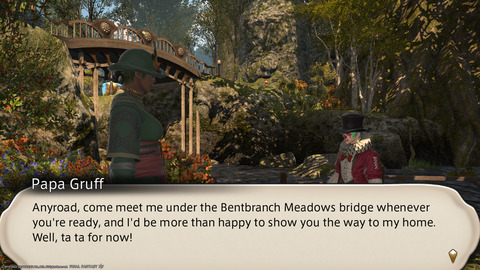 Papa Gruff
Anyroad, come meet me under the Bentbranch Meadows bridge whenever
you're ready, and I'd be more than happy to show you the way to my home.
Well, ta ta for now!